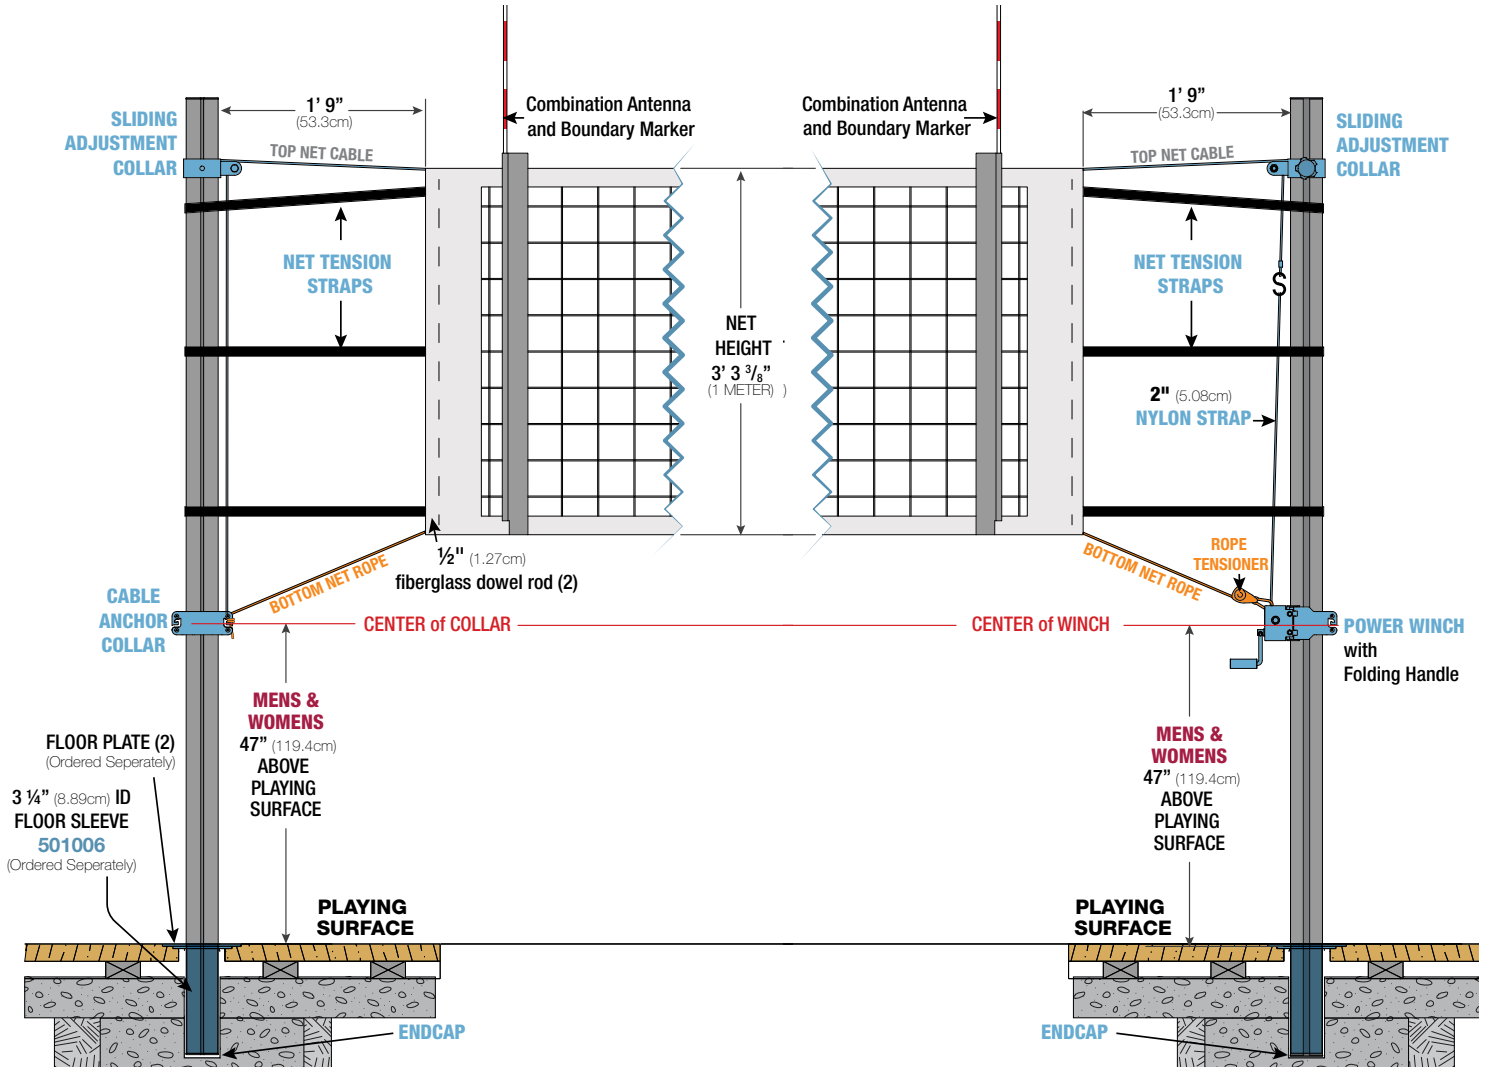 1' 9”
(53.3cm)
SLIDING
ADJUSTMENT
COLLAR
TOP NET CABLE
Combination Antenna
and Boundary Marker
Combination Antenna
and Boundary Marker
1' 9”
(53.3cm)
TOP NET CABLE
SLIDING
ADJUSTMENT
COLLAR
NET TENSION
STRAPS
NET
HEIGHT
3' 3 3/8”
(1 METER) )
NET TENSION
STRAPS
2" (5.08cm)
NYLON STRAP
½" (1.27cm)
fiberglass dowel rod (2)
BOTTOM NET ROPE
BOTTOM NET ROPE
ROPE
TENSIONER
CABLE
ANCHOR
COLLAR
CENTER of COLLAR
CENTER of WINCH
POWER WINCH
with
Folding Handle
MENS &
WOMENS
47” (119.4cm)
ABOVE
PLAYING
SURFACE
MENS &
WOMENS
47” (119.4cm)
ABOVE
PLAYING
SURFACE
FLOOR PLATE (2)
(Ordered Seperately)
3 ¼” (8.89cm) ID
FLOOR SLEEVE
501006
(Ordered Seperately)
PLAYING
SURFACE
PLAYING
SURFACE
ENDCAP
ENDCAP